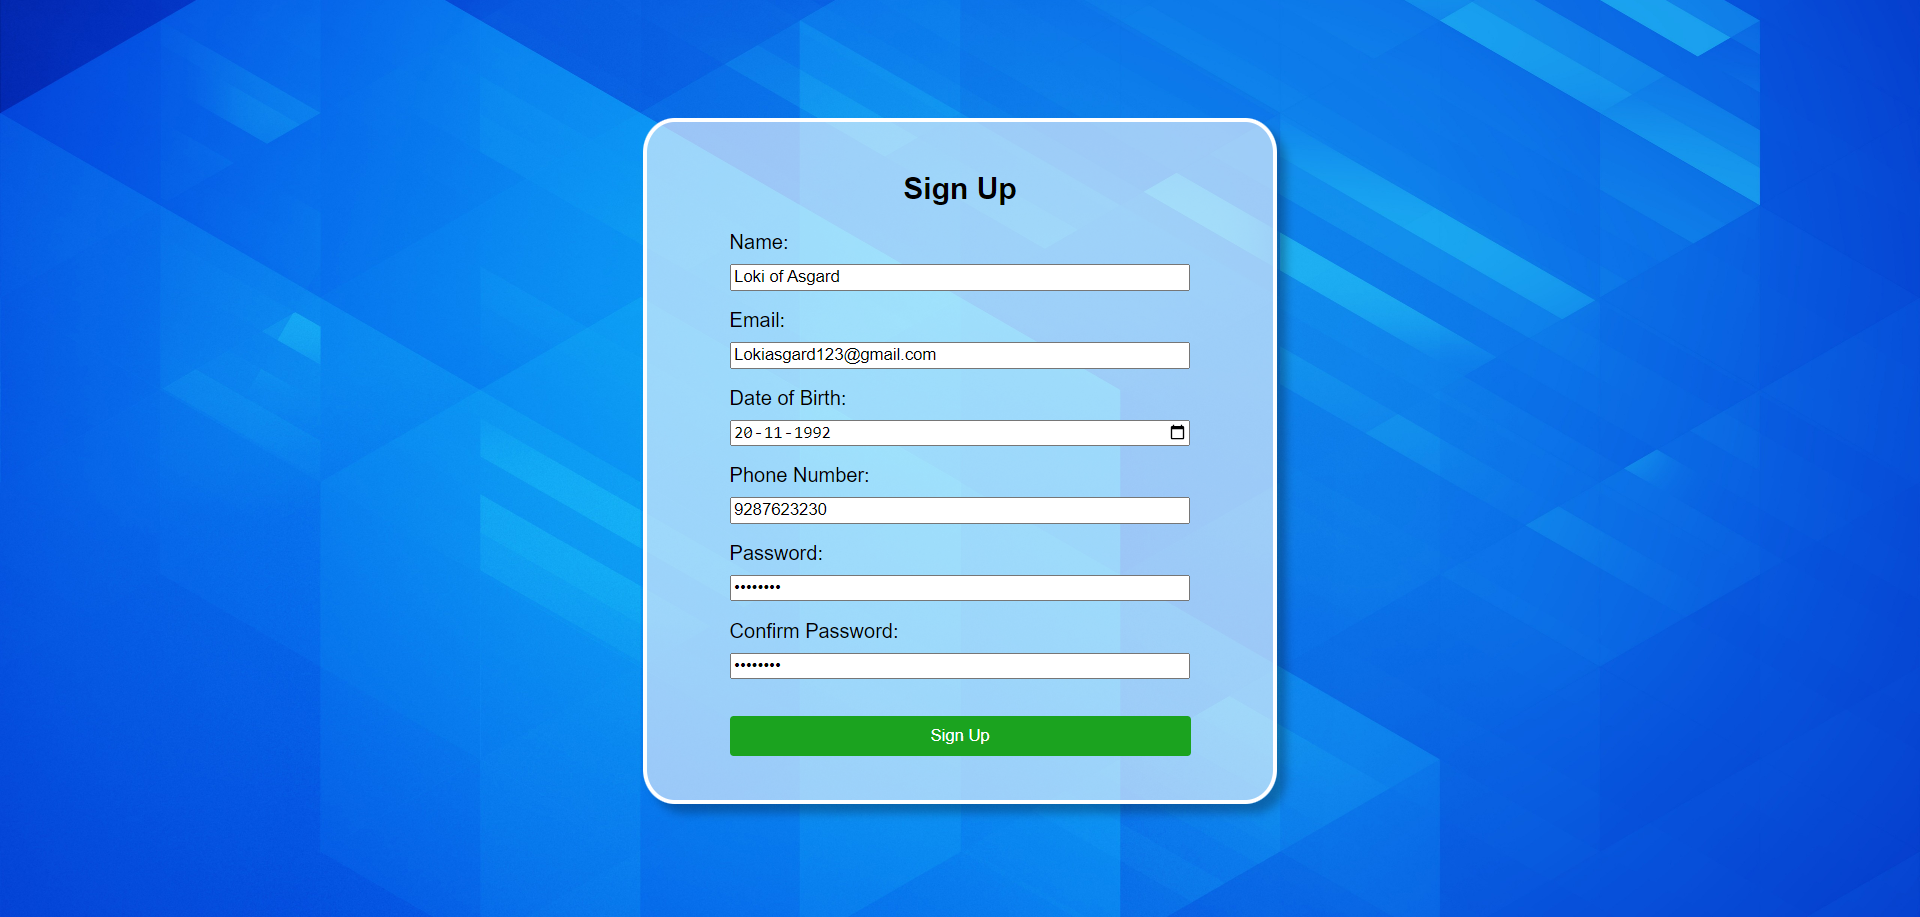 Sign Up
Name:
Loki of Asgard
Email:
Lokiasgard123@gmail.com
Date of Birth:
20-11-1992
Phone Number:
9287623230
Password:
••••••••
Confirm Password:
••••••••
Sign Up